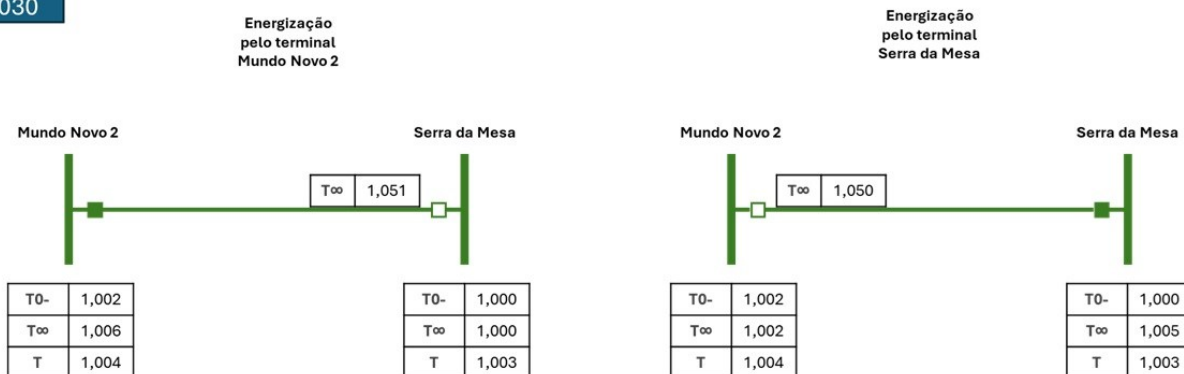 030
Energização
pelo terminal
Mundo Novo 2
Mundo Novo 2
Serra da Mesa
T∞ 1,051
T0- 1,002
T∞ 1,006
T 1,004
T0- 1,000
T∞ 1,000
T 1,003
Energização
pelo terminal
Serra da Mesa
Mundo Novo 2
Serra da Mesa
T∞ 1,050
T0- 1,002
T∞ 1,002
T 1,004
T0- 1,000
T∞ 1,005
T 1,003